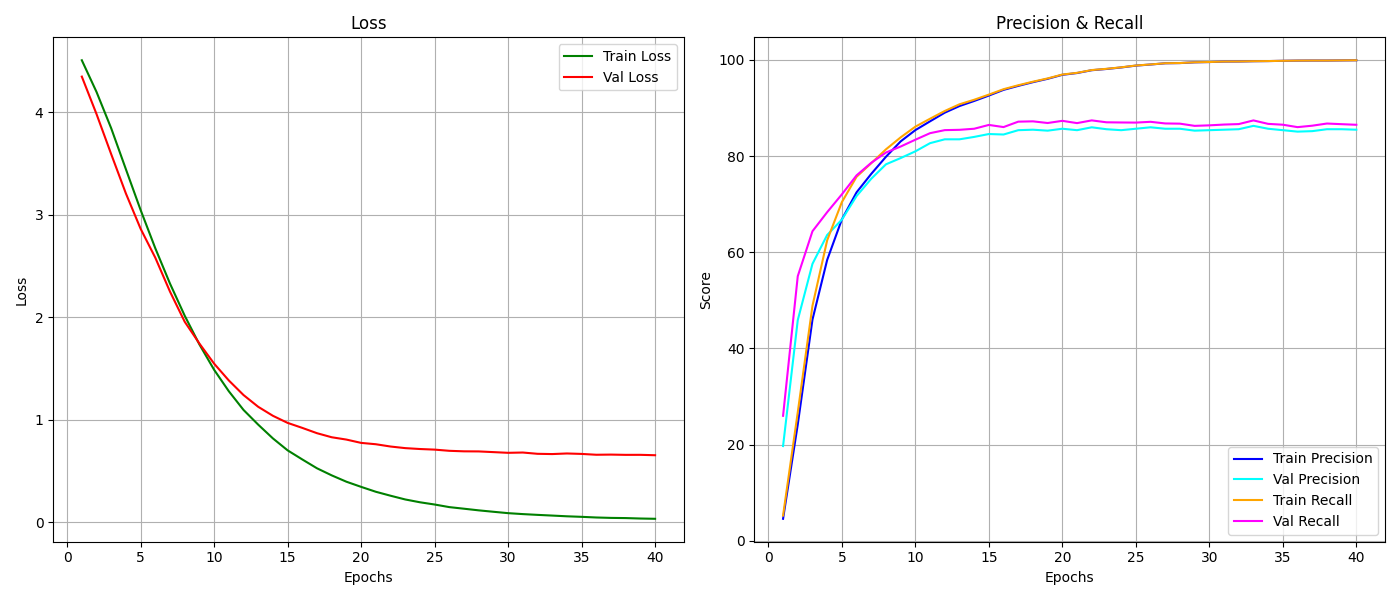 Loss
Train Loss
Val Loss
4
3
2
1
0
Loss
0 5 10 15 20 25 30 35 40
Epochs
Precision & Recall
100
80
60
40
20
0
Score
Train Precision
Val Precision
Train Recall
Val Recall
0 5 10 15 20 25 30 35 40
Epochs